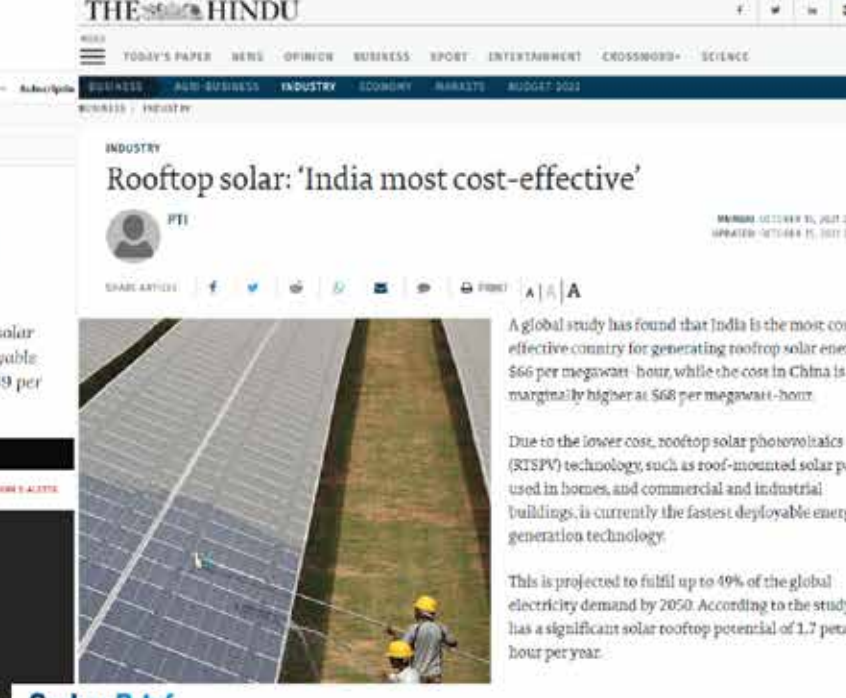 THE HINDU
TODAY'S PAPER NEWS OPINION BUSINESS SPORT ENTERTAINMENT CROSSWORD+ SCIENCE
BUSINESS AGRI-BUSINESS INDUSTRY ECONOMY MARKETS BUDGET
BUSINESS INDUSTRY
INDUSTRY
Rooftop solar: ‘India most cost-effective’
PTI
SHARE ARTICLE PRINT A A A
A global study has found that India is the most
effective country for generating rooftop solar
$66 per megawatt-hour, while the cost in China is
marginally higher at $68 per megawatt-hour.
Due to the lower cost, rooftop solar photovoltaics
(RTSPV) technology, such as roof-mounted solar
used in homes, and commercial and industrial
buildings, is currently the fastest deployable
generation technology.
This is projected to fulfil up to 49% of the global
electricity demand by 2050. According to the
has a significant solar rooftop potential of 1.7
hour per year.
solar
9 per